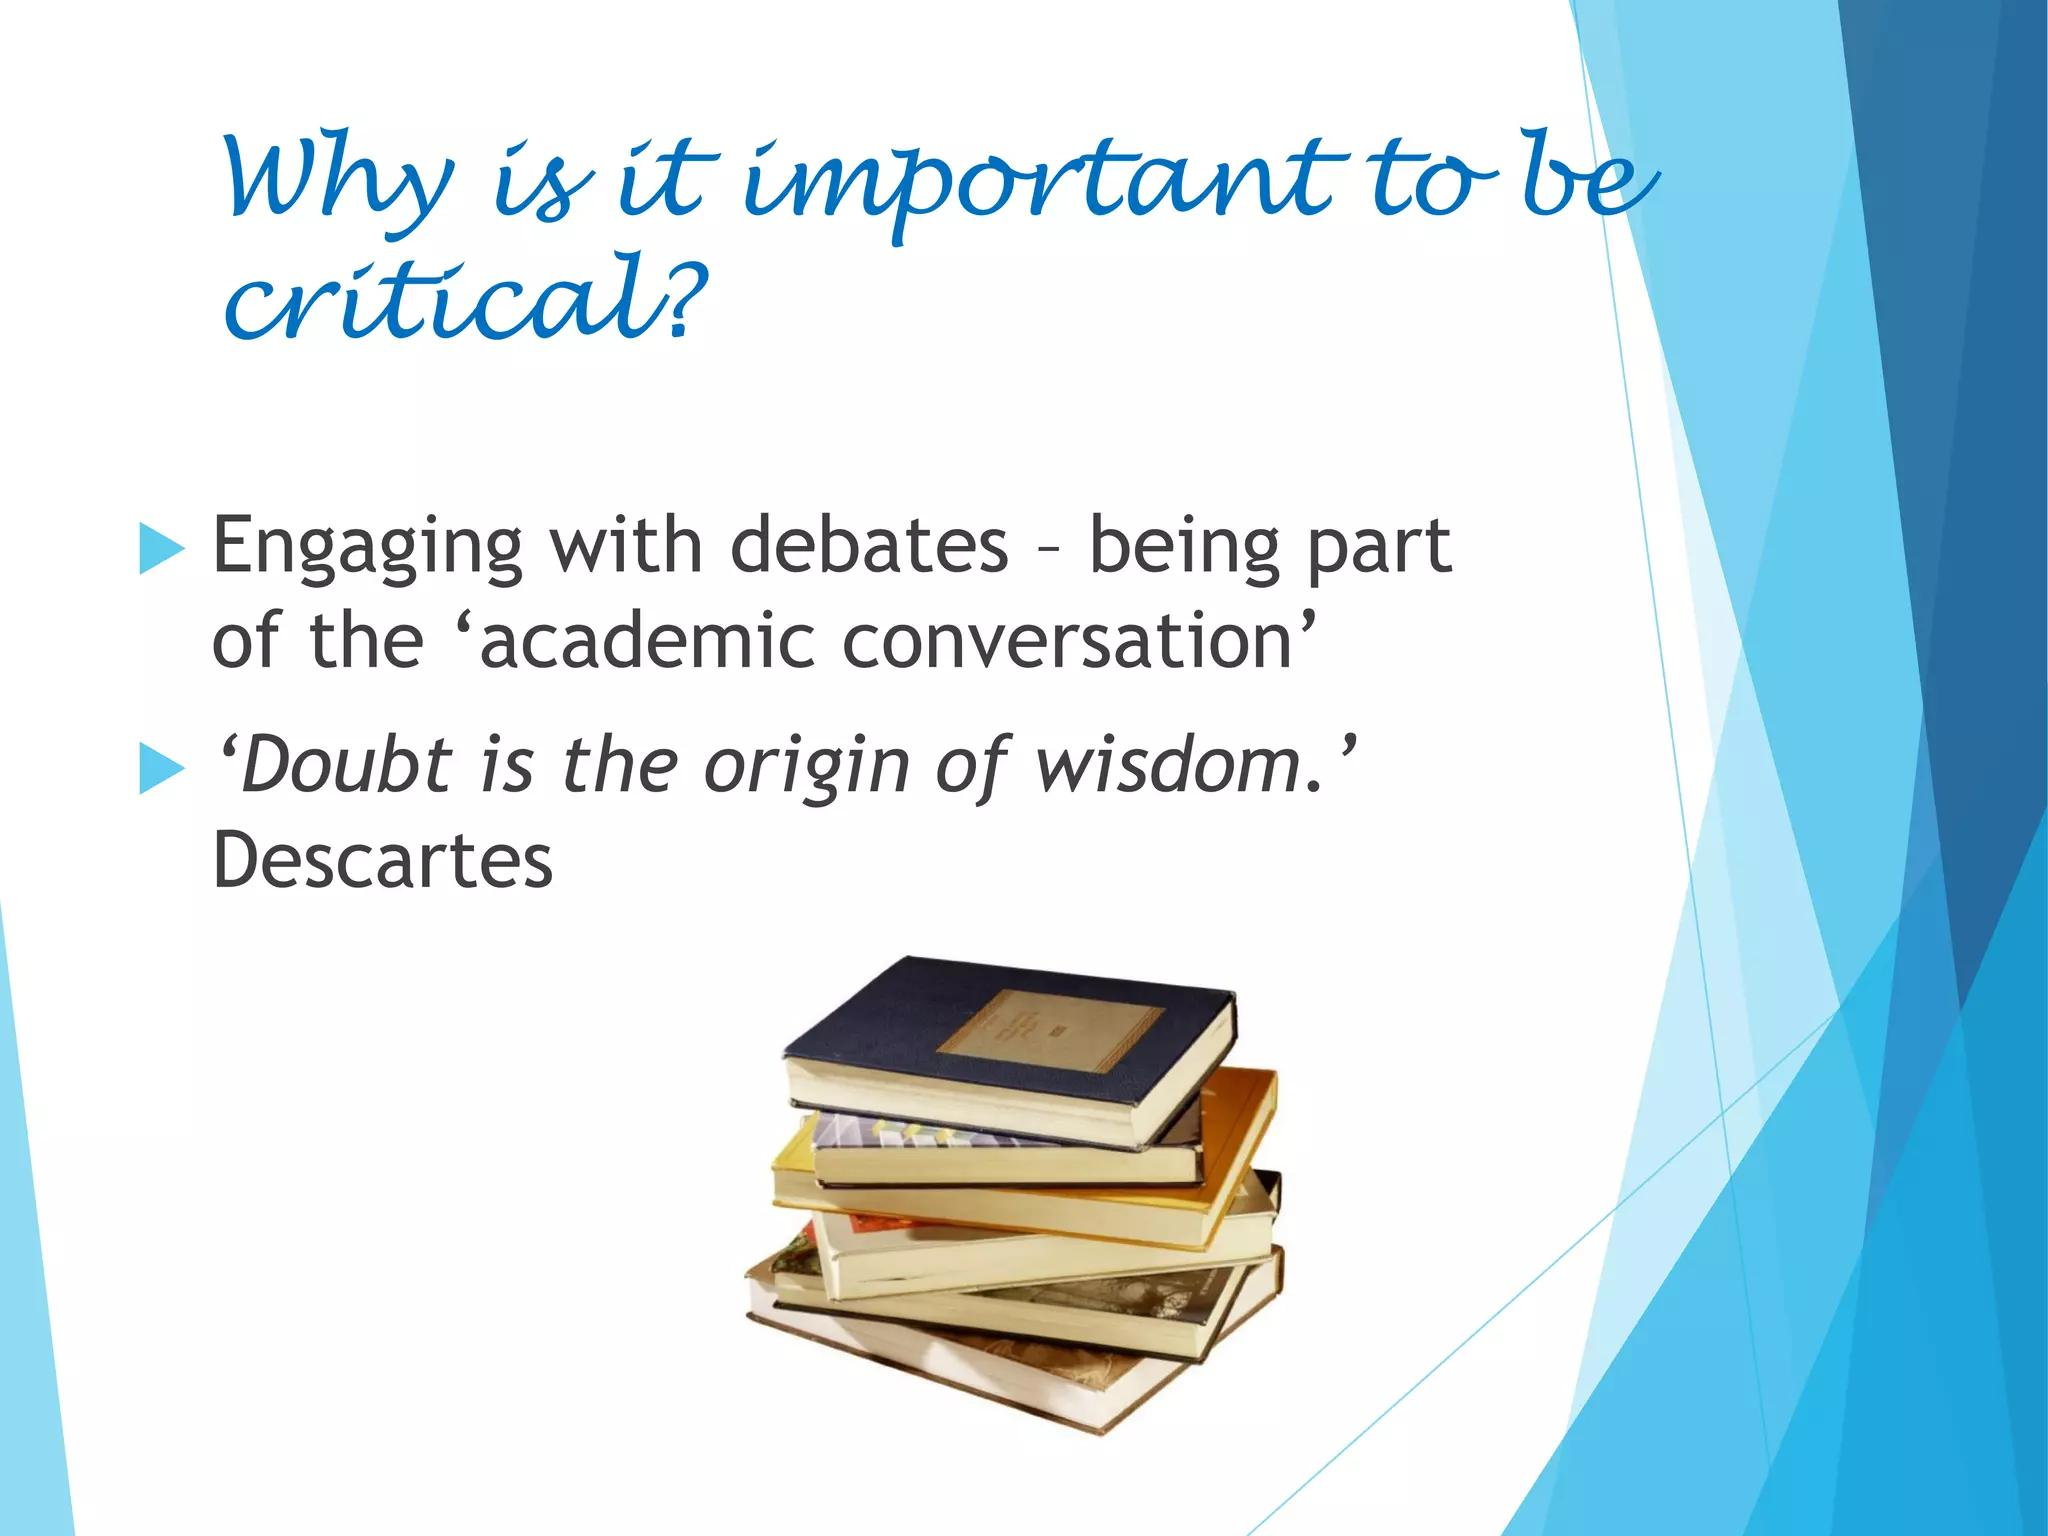 Why is it important to be
critical?
Engaging with debates – being part
of the ‘academic conversation’
‘Doubt is the origin of wisdom.’
Descartes